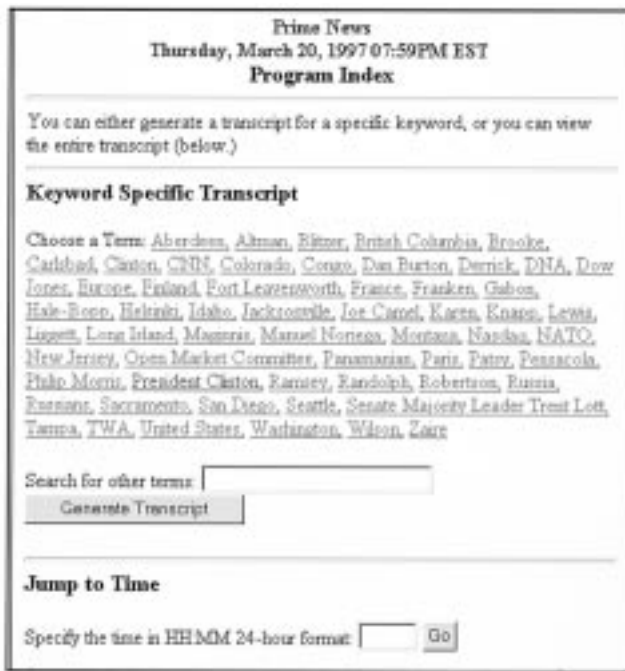 Prime News
Thursday, March 20, 1997 07:59PM EST
Program Index
You can either generate a transcript for a specific keyword, or you can view
the entire transcript (below.)
Keyword Specific Transcript
Choose a Term: Aberdeen, Altman, Blitzer, British Columbia, Brooke,
Carlsbad, Clinton, CNN, Colorado, Congo, Dan Burton, Derrick, DNA, Dow
Jones, Europe, Finland, Fort Leavenworth, France, Franken, Gabon,
Hale-Bopp, Helsinki, Idaho, Jacksonville, Joe Camel, Karen, Knapp, Lewis,
Liggett, Long Island, Maginnis, Manuel Noriega, Montana, Nasdaq, NATO,
New Jersey, Open Market Committee, Panamanian, Paris, Patsy, Pensacola,
Philip Morris, President Clinton, Ramsey, Randolph, Robertson, Russia,
Russians, Sacramento, San Diego, Seattle, Senate Majority Leader Trent Lott,
Tampa, TWA, United States, Washington, Wilson, Zaire
Search for other terms:
Generate Transcript
Jump to Time
Specify the time in HH:MM 24-hour format: Go